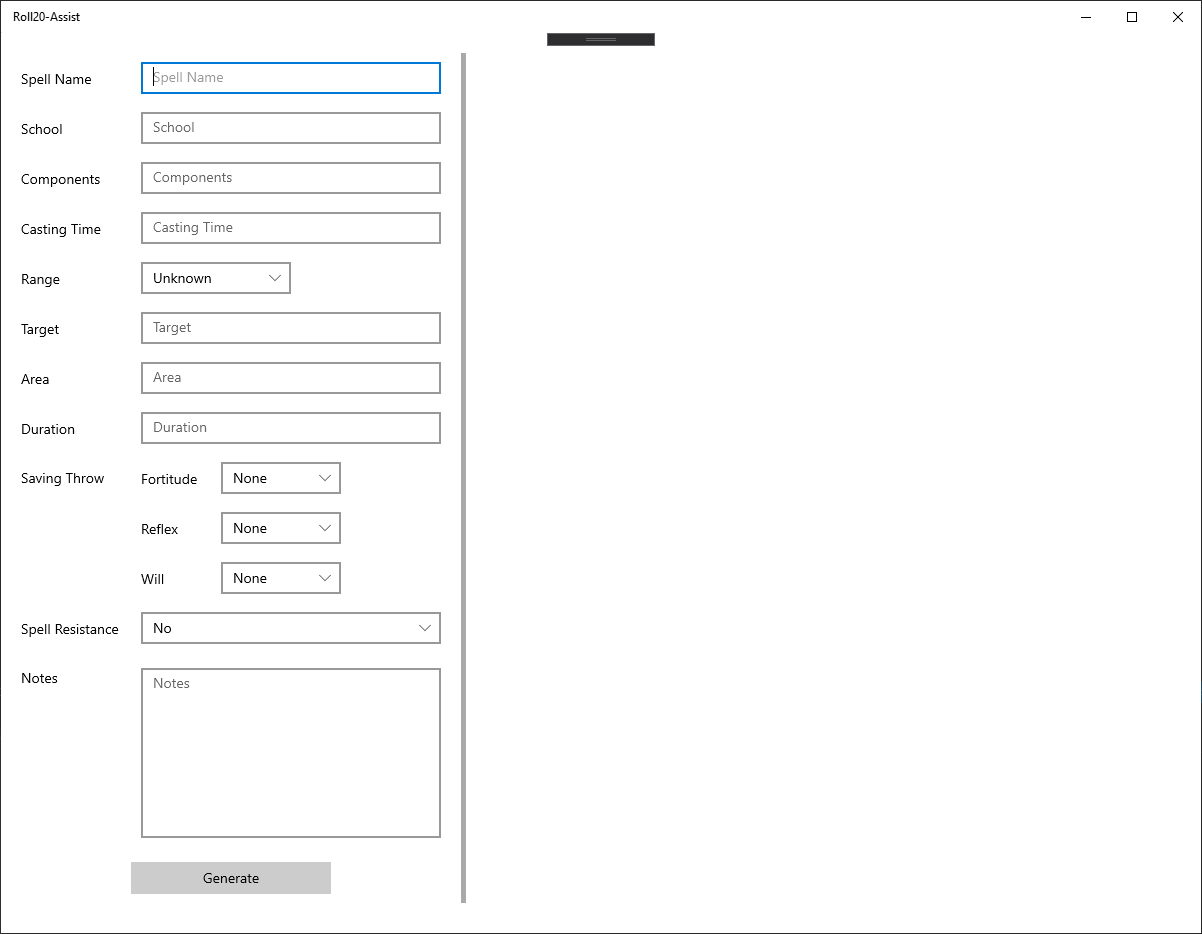 Roll20-Assist
Spell Name Spell Name
School School
Components Components
Casting Time Casting Time
Range Unknown
Target Target
Area Area
Duration Duration
Saving Throw Fortitude None
Reflex None
Will None
Spell Resistance No
Notes Notes
Generate